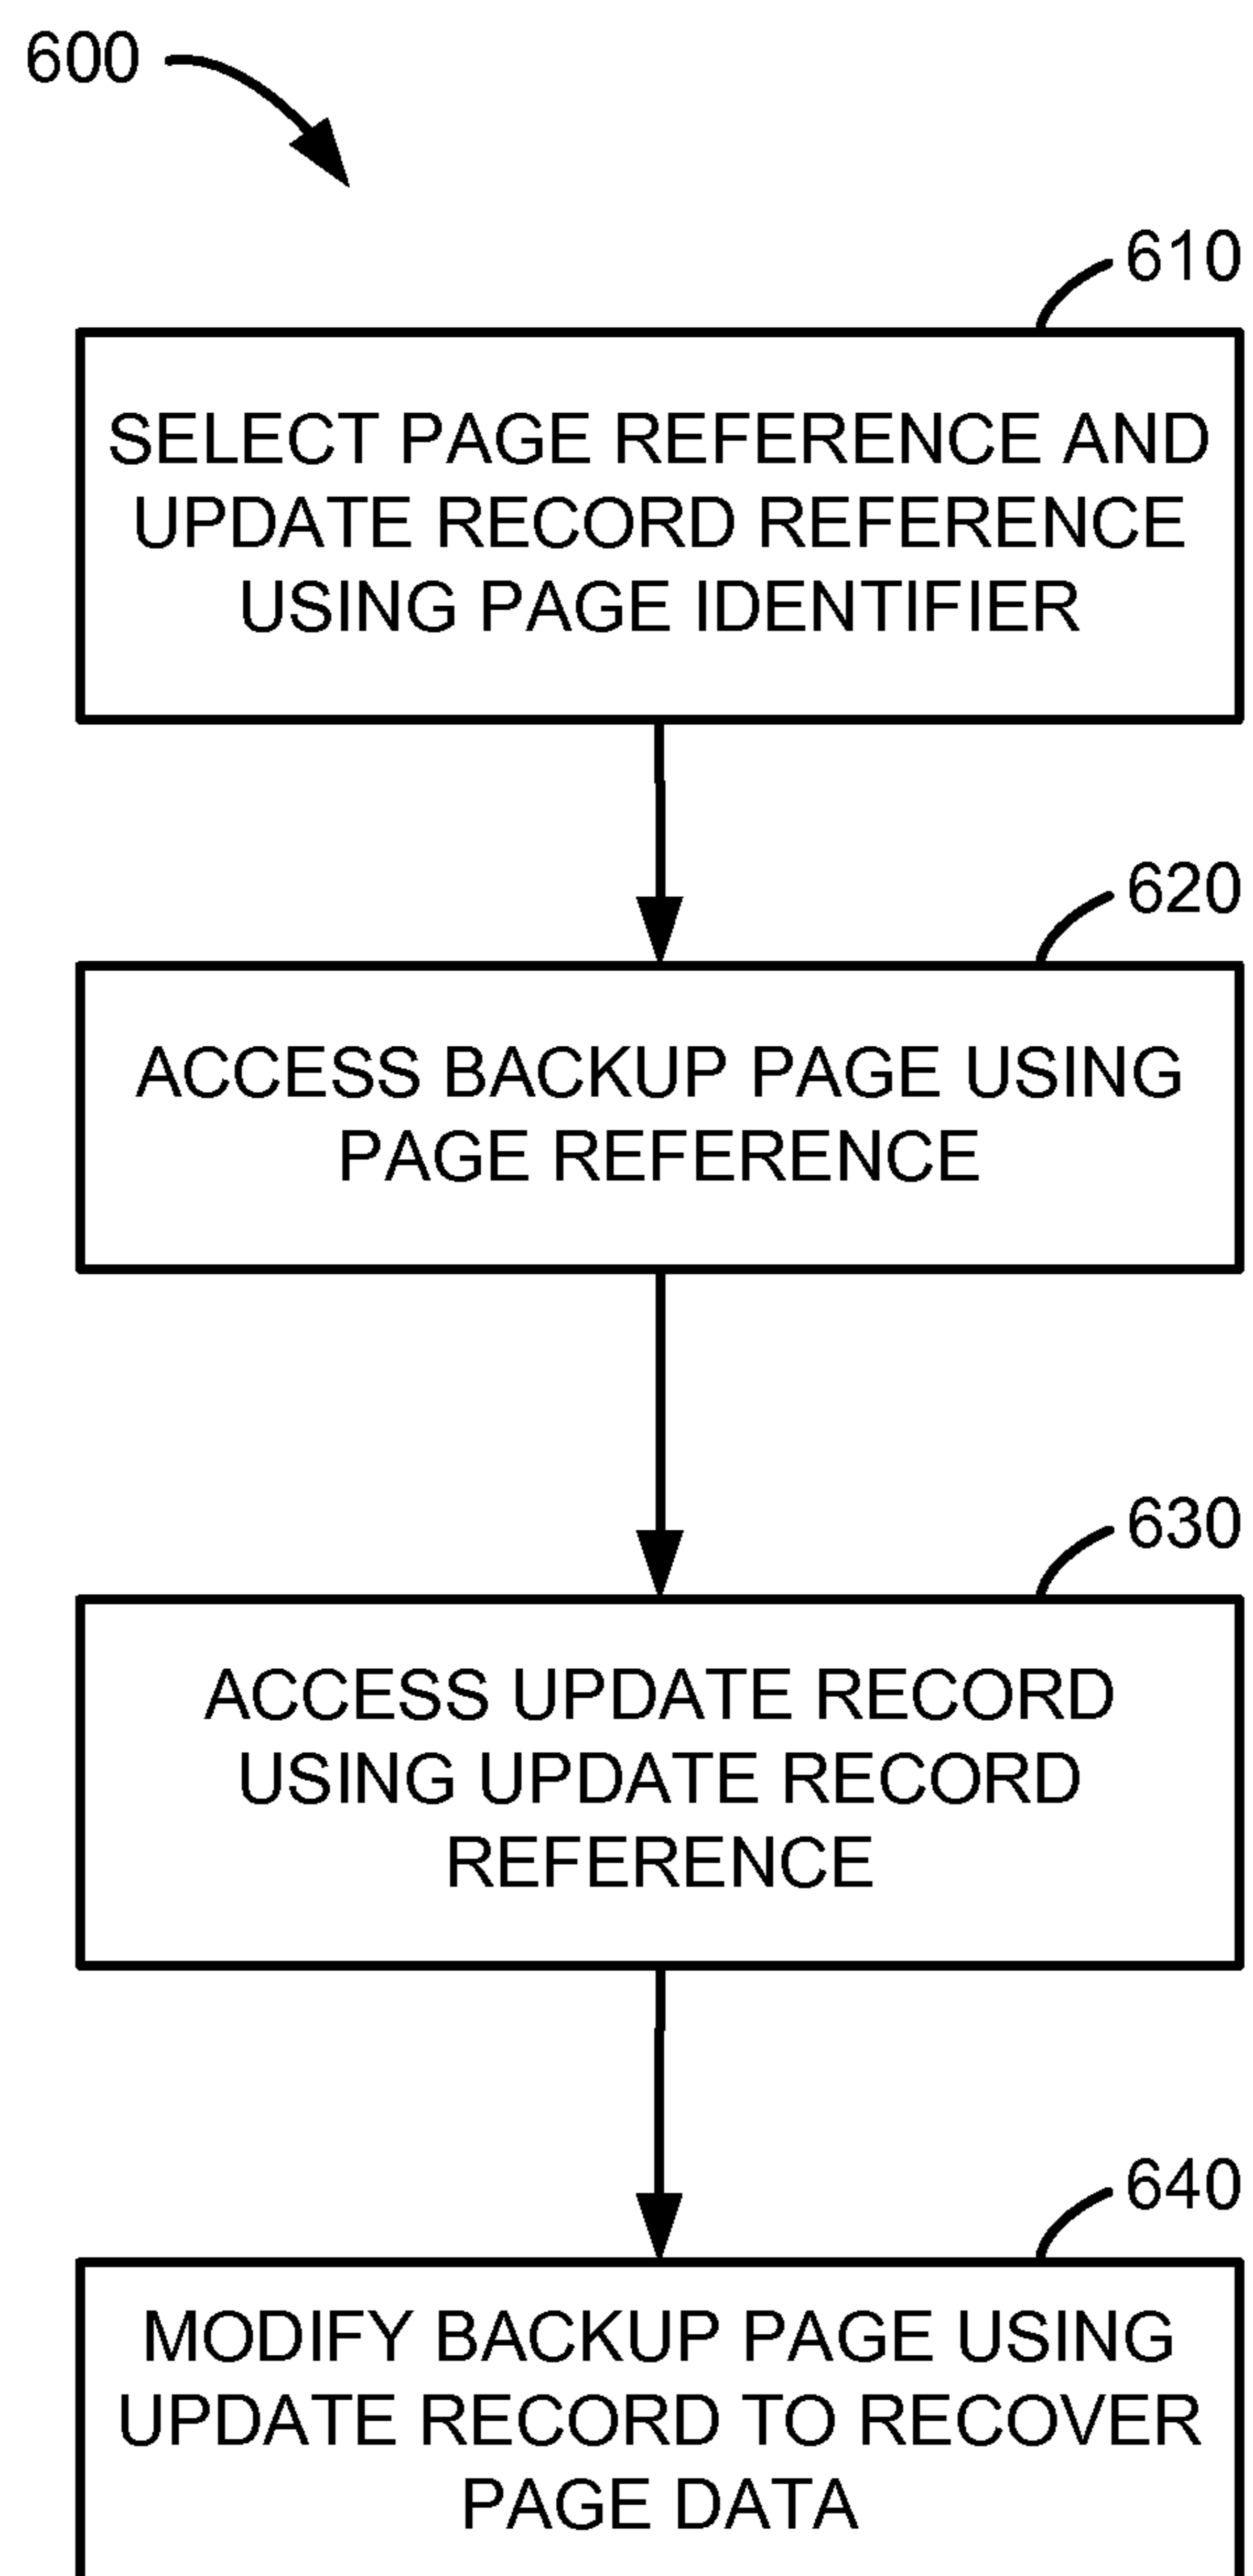 600
610
SELECT PAGE REFERENCE AND
UPDATE RECORD REFERENCE
USING PAGE IDENTIFIER
620
ACCESS BACKUP PAGE USING
PAGE REFERENCE
630
ACCESS UPDATE RECORD
USING UPDATE RECORD
REFERENCE
640
MODIFY BACKUP PAGE USING
UPDATE RECORD TO RECOVER
PAGE DATA